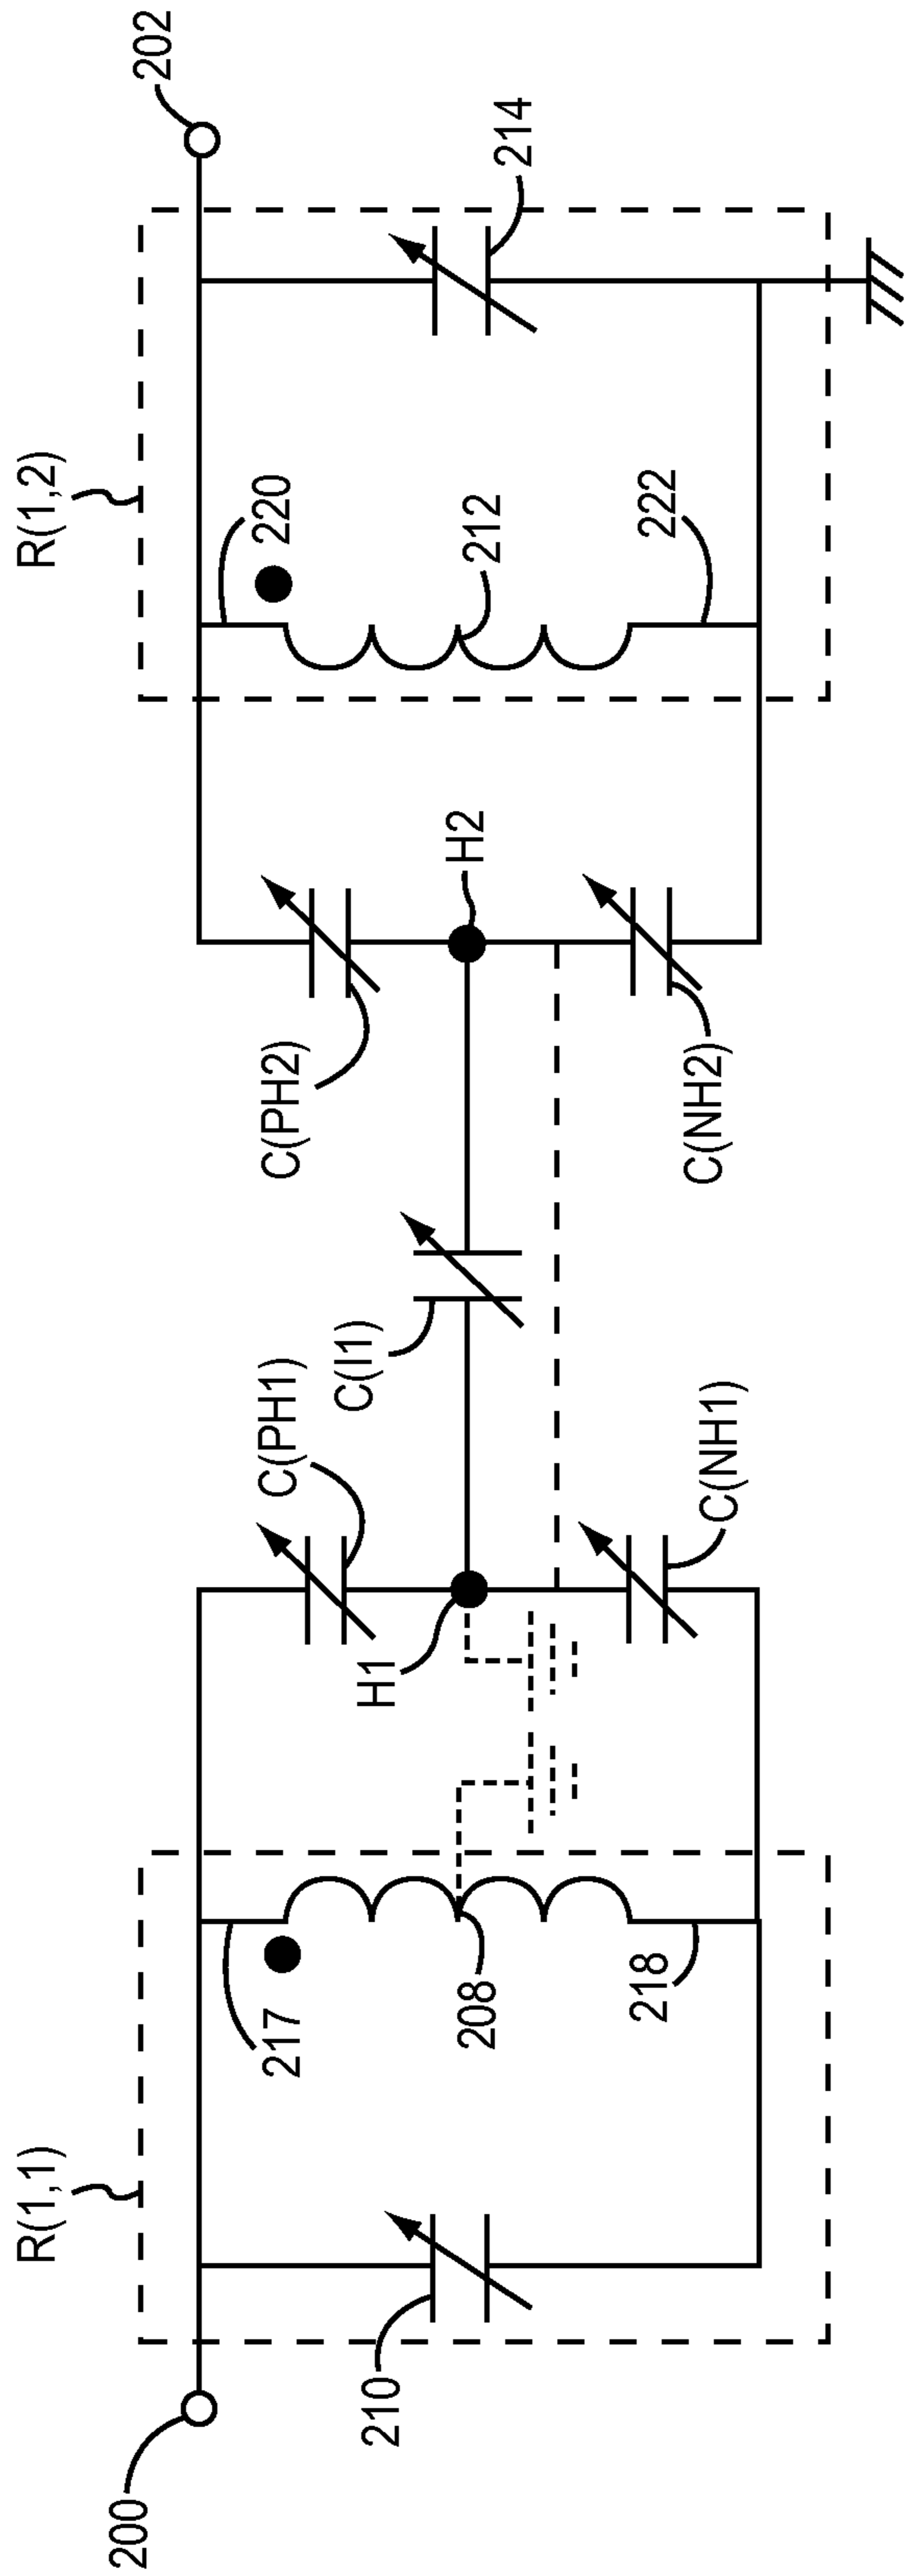 R(1,1)
R(1,2)
200
202
217
220
C(PH1)
C(PH2)
210
208
H1
C(I1)
H2
212
214
218
222
C(NH1)
C(NH2)